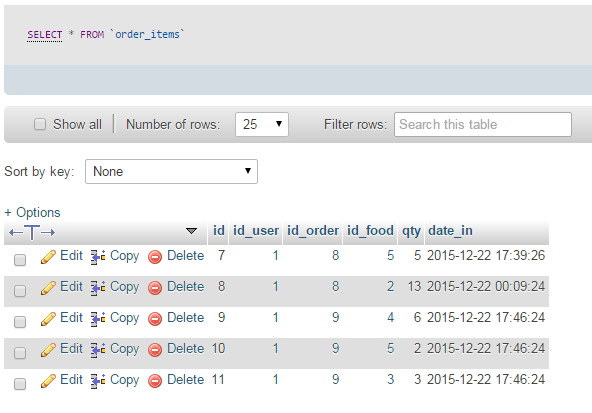 SELECT * FROM `order_items`
Show all Number of rows: 25 Filter rows: Search this table
Sort by key: None
+ Options
←T→ id id_user id_order id_food qty date_in
Edit Copy Delete 7 1 8 5 5 2015-12-22 17:39:26
Edit Copy Delete 8 1 8 2 13 2015-12-22 00:09:24
Edit Copy Delete 9 1 9 4 6 2015-12-22 17:46:24
Edit Copy Delete 10 1 9 5 2 2015-12-22 17:46:24
Edit Copy Delete 11 1 9 3 3 2015-12-22 17:46:24